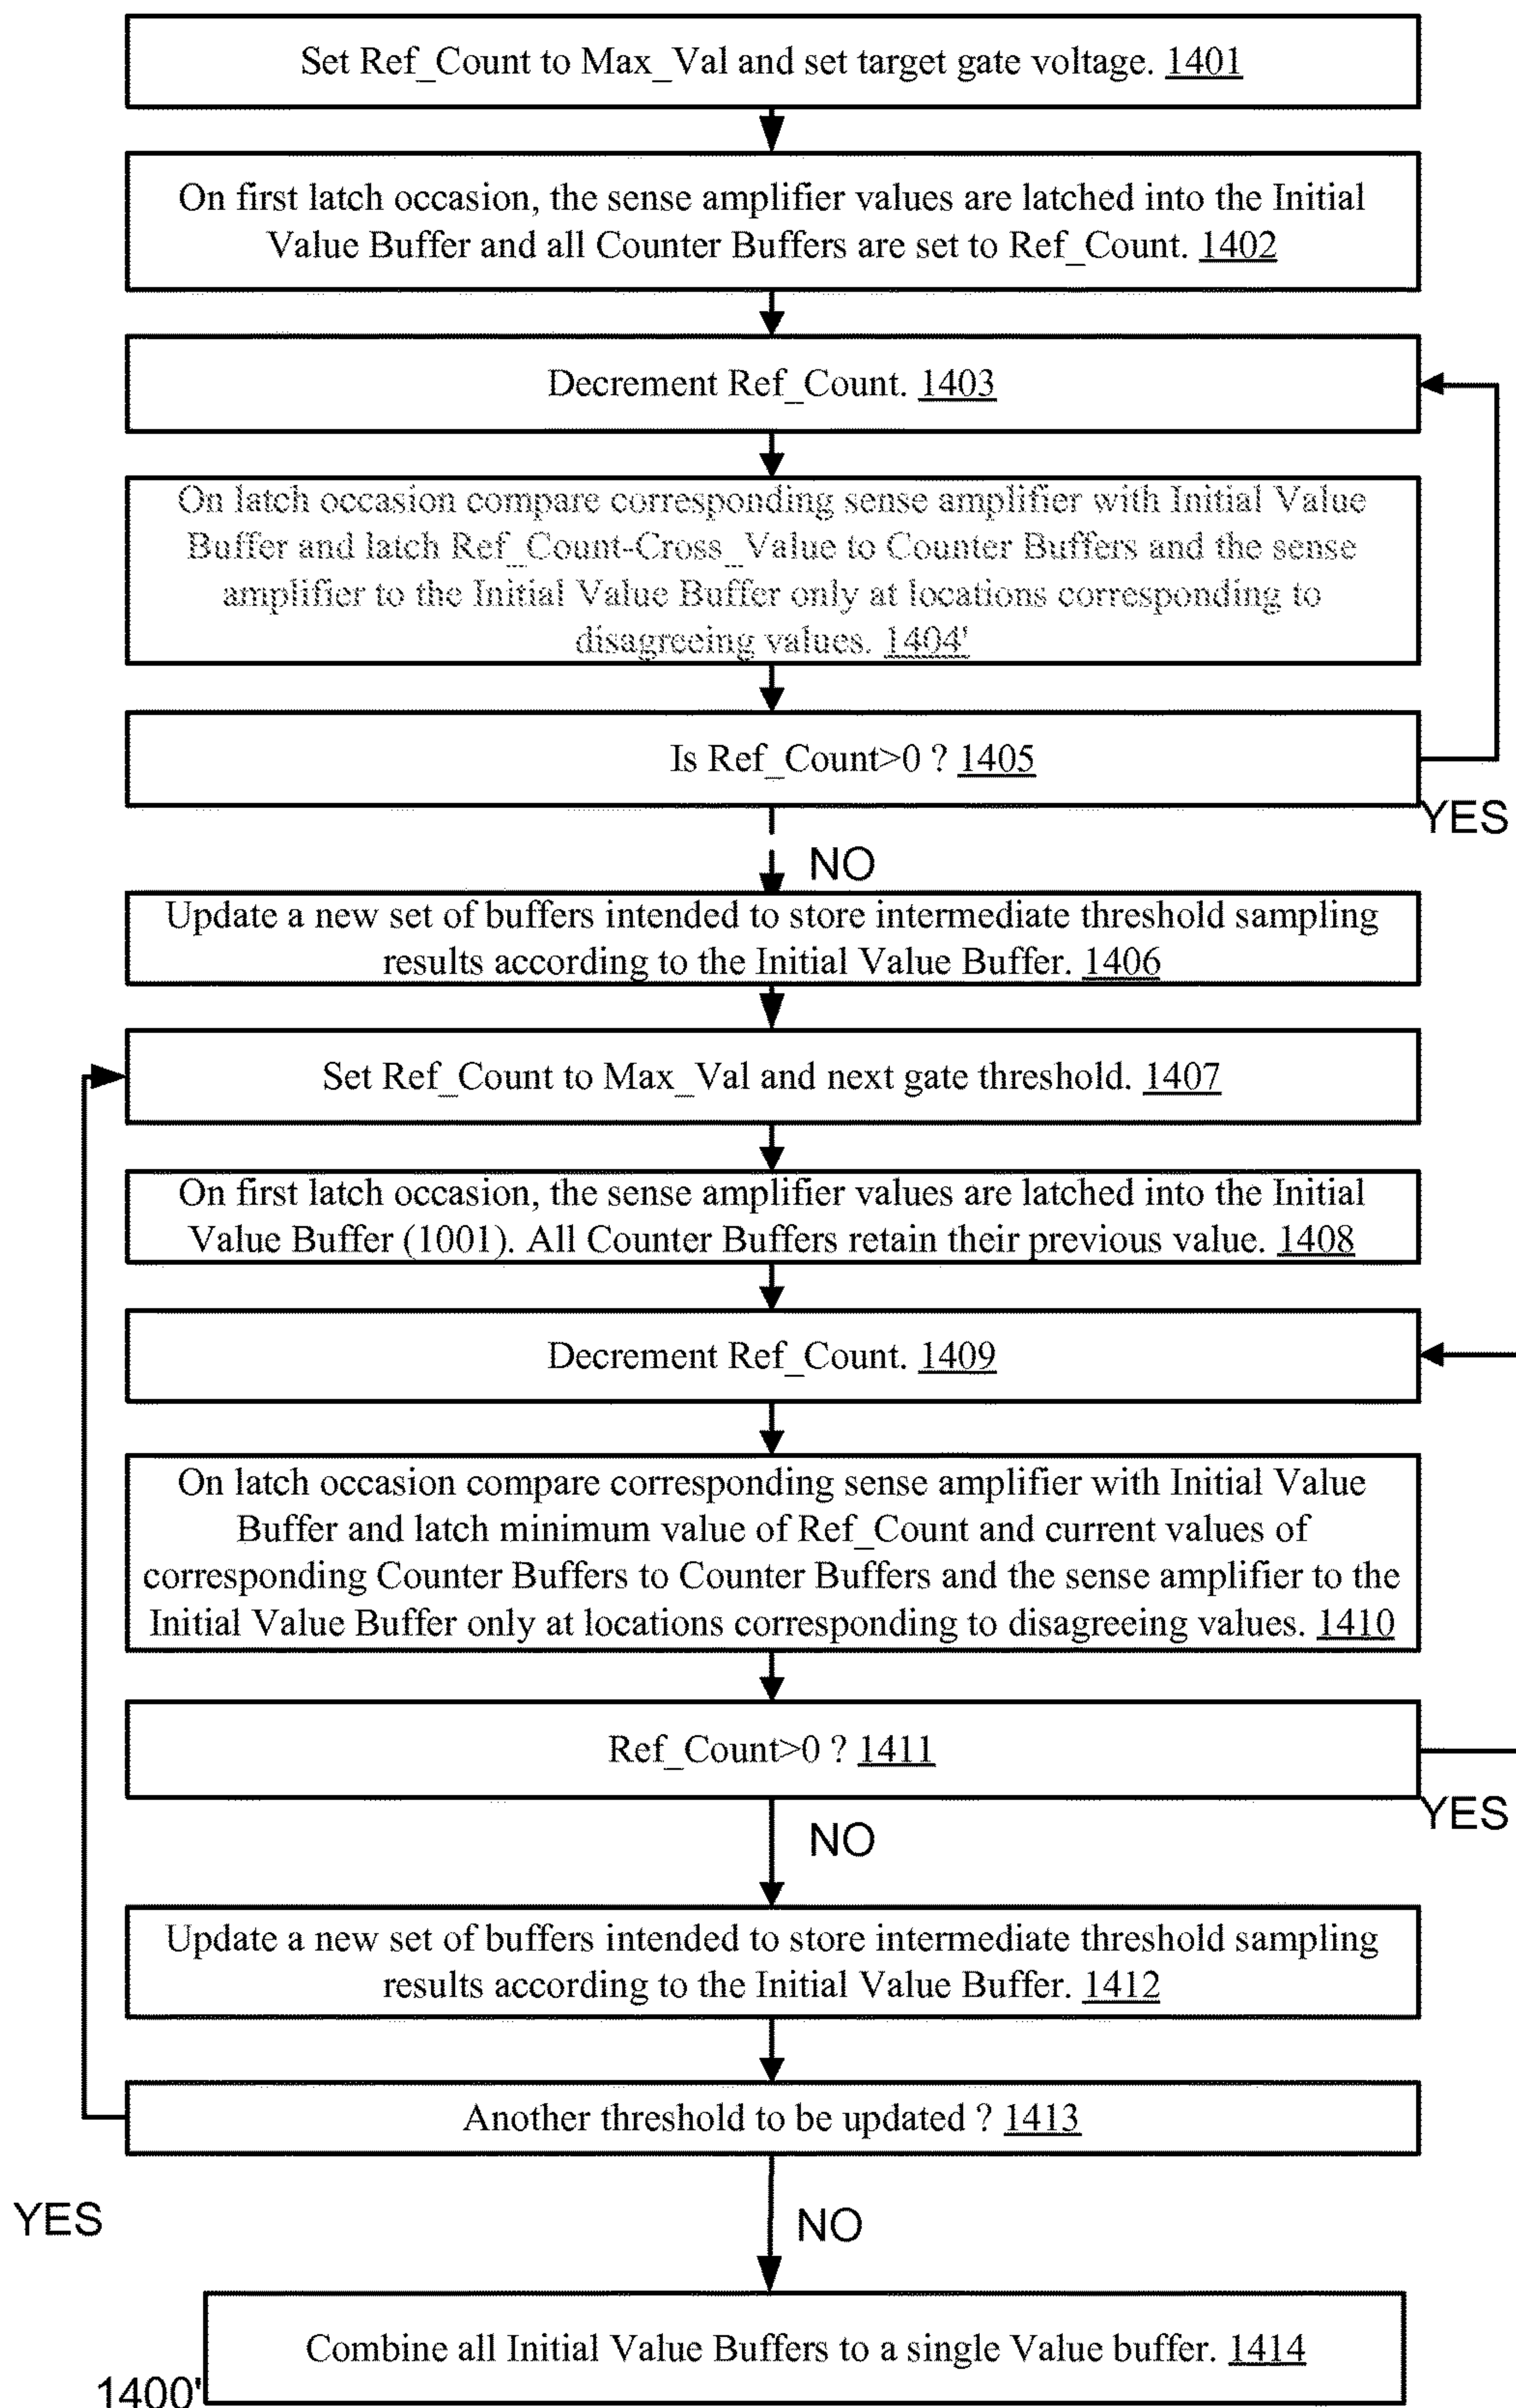 Set Ref_Count to Max_Val and set target gate voltage. 1401
On first latch occasion, the sense amplifier values are latched into the Initial
Value Buffer and all Counter Buffers are set to Ref_Count. 1402
Decrement Ref_Count. 1403
On latch occasion compare corresponding sense amplifier with Initial Value
Buffer and latch Ref_Count-Cross_Value to Counter Buffers and the sense
amplifier to the Initial Value Buffer only at locations corresponding to
disagreeing values. 1404'
Is Ref_Count>0 ? 1405
YES
NO
Update a new set of buffers intended to store intermediate threshold sampling
results according to the Initial Value Buffer. 1406
Set Ref_Count to Max_Val and next gate threshold. 1407
On first latch occasion, the sense amplifier values are latched into the Initial
Value Buffer (1001). All Counter Buffers retain their previous value. 1408
Decrement Ref_Count. 1409
On latch occasion compare corresponding sense amplifier with Initial Value
Buffer and latch minimum value of Ref_Count and current values of
corresponding Counter Buffers to Counter Buffers and the sense amplifier to the
Initial Value Buffer only at locations corresponding to disagreeing values. 1410
Ref_Count>0 ? 1411
YES
NO
Update a new set of buffers intended to store intermediate threshold sampling
results according to the Initial Value Buffer. 1412
Another threshold to be updated ? 1413
YES
NO
Combine all Initial Value Buffers to a single Value buffer. 1414
1400'